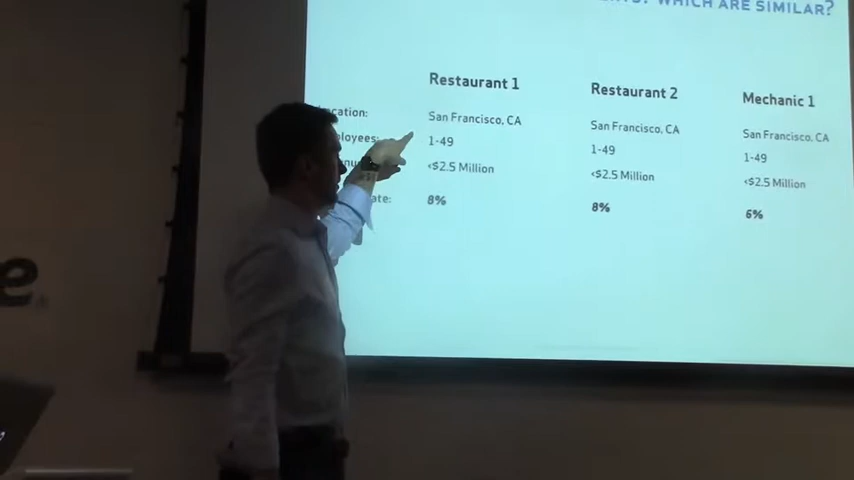 WHICH ARE SIMILAR?
Restaurant 1 Restaurant 2 Mechanic 1
San Francisco, CA San Francisco, CA San Francisco, CA
1-49 1-49 1-49
<$2.5 Million <$2.5 Million <$2.5 Million
8% 8% 6%
e